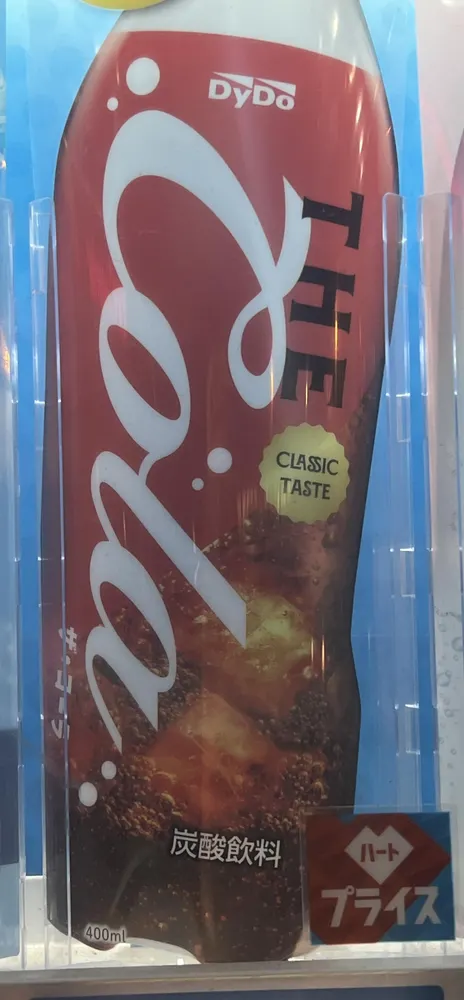 DyDo
THE
Cola
CLASSIC
TASTE
ザ・コーラ
炭酸飲料
400ml
ハート
プライス